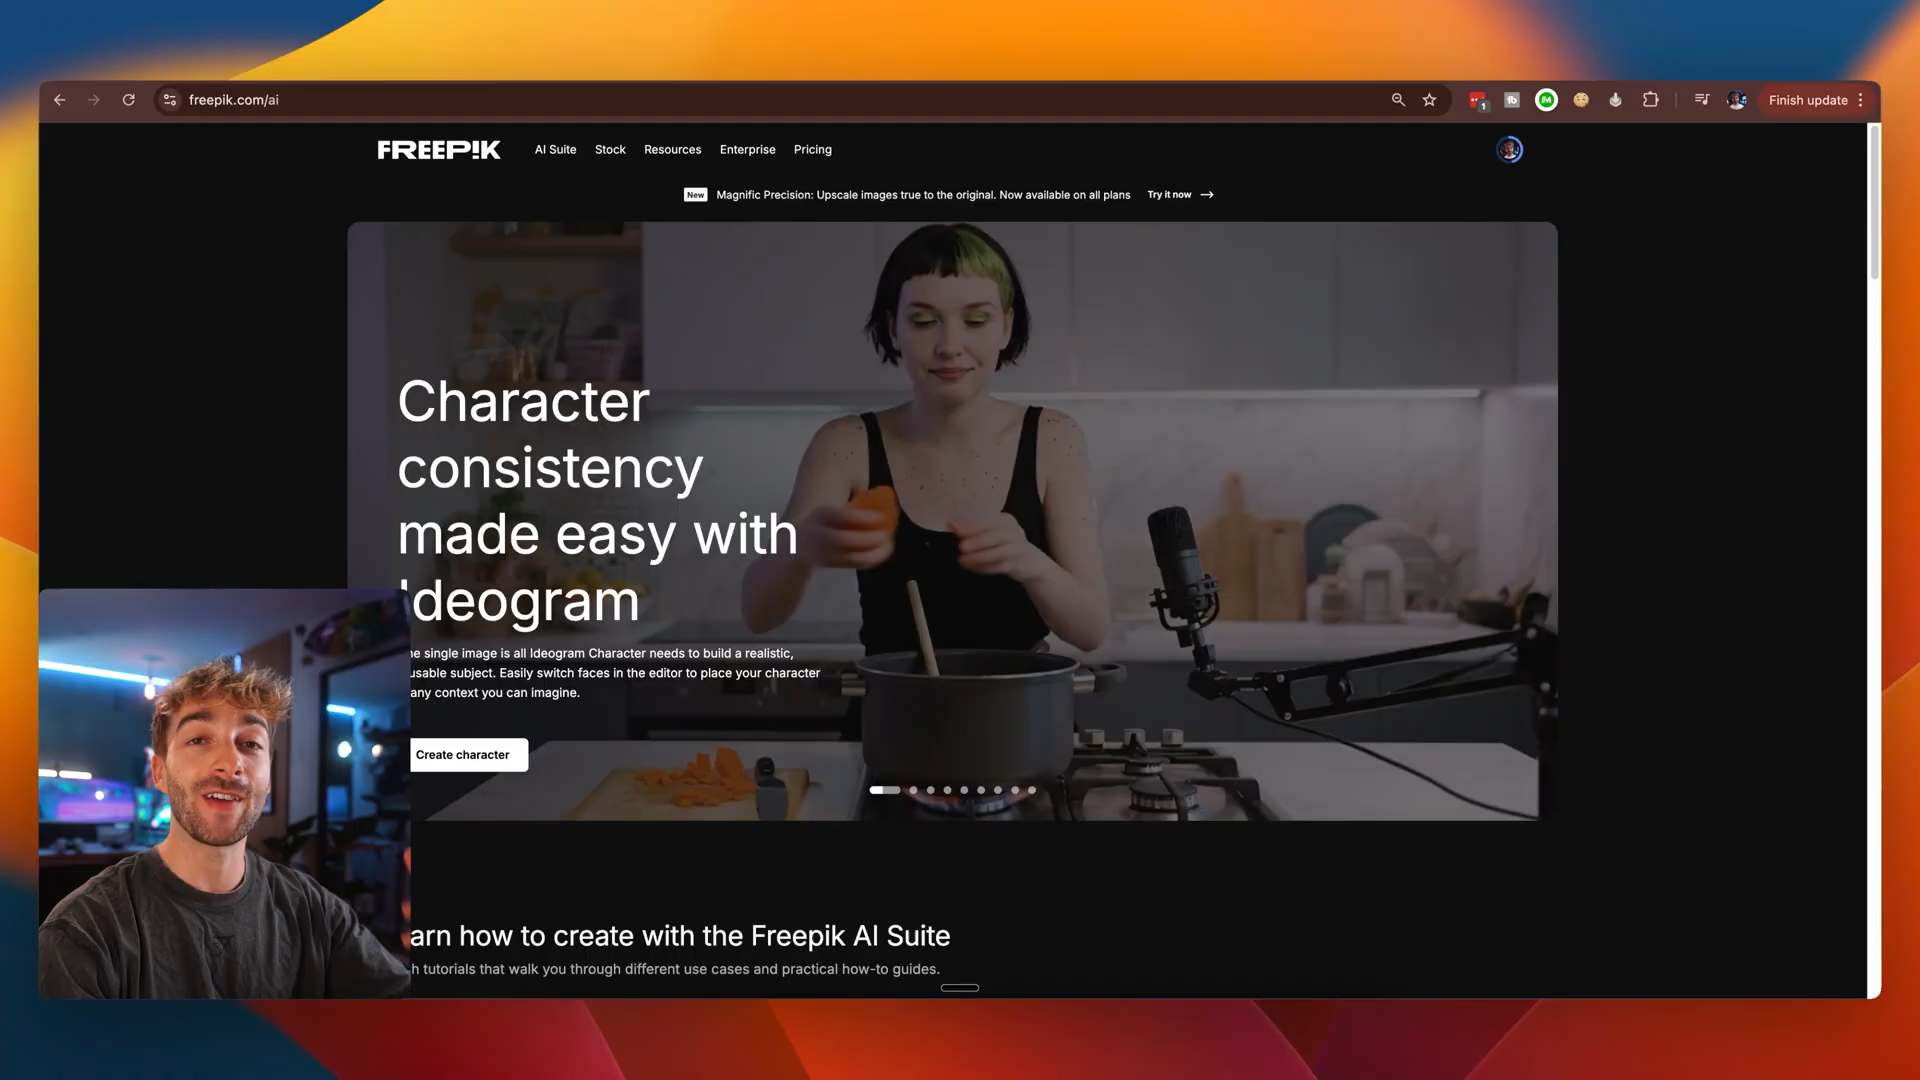 freepik.com/ai
1
tb
Finish update
FREEPIK
AI Suite
Stock
Resources
Enterprise
Pricing
New
Magnific Precision: Upscale images true to the original. Now available on all plans
Try it now
Character
consistency
made easy with
Ideogram
single image is all Ideogram Character needs to build a realistic,
subject. Easily switch faces in the editor to place your character
any context you can imagine.
Create character
how to create with the Freepik AI Suite
tutorials that walk you through different use cases and practical how-to guides.